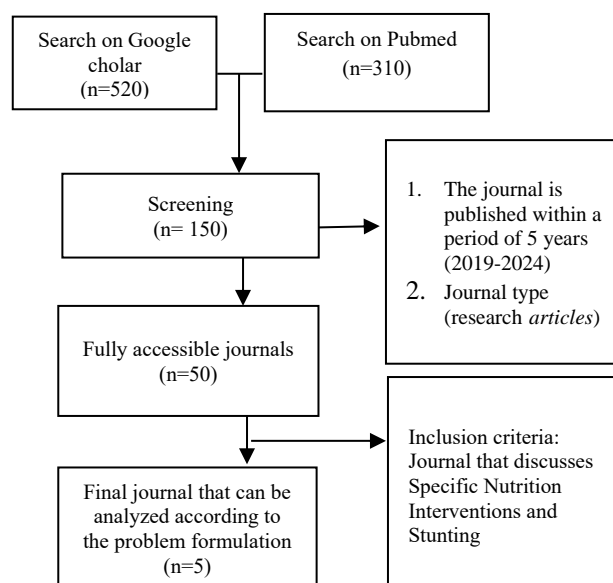 Search on Google
cholar
(n=520)
Search on Pubmed
(n=310)
Screening
(n= 150)
1. The journal is
published within a
period of 5 years
(2019-2024)
2. Journal type
(research articles)
Fully accessible journals
(n=50)
Inclusion criteria:
Journal that discusses
Specific Nutrition
Interventions and
Stunting
Final journal that can be
analyzed according to
the problem formulation
(n=5)